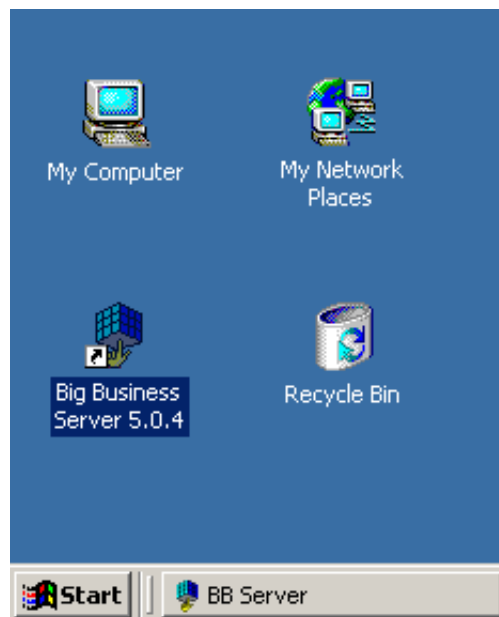 My Computer
My Network
Places
Big Business
Server 5.0.4
Recycle Bin
Start
BB Server